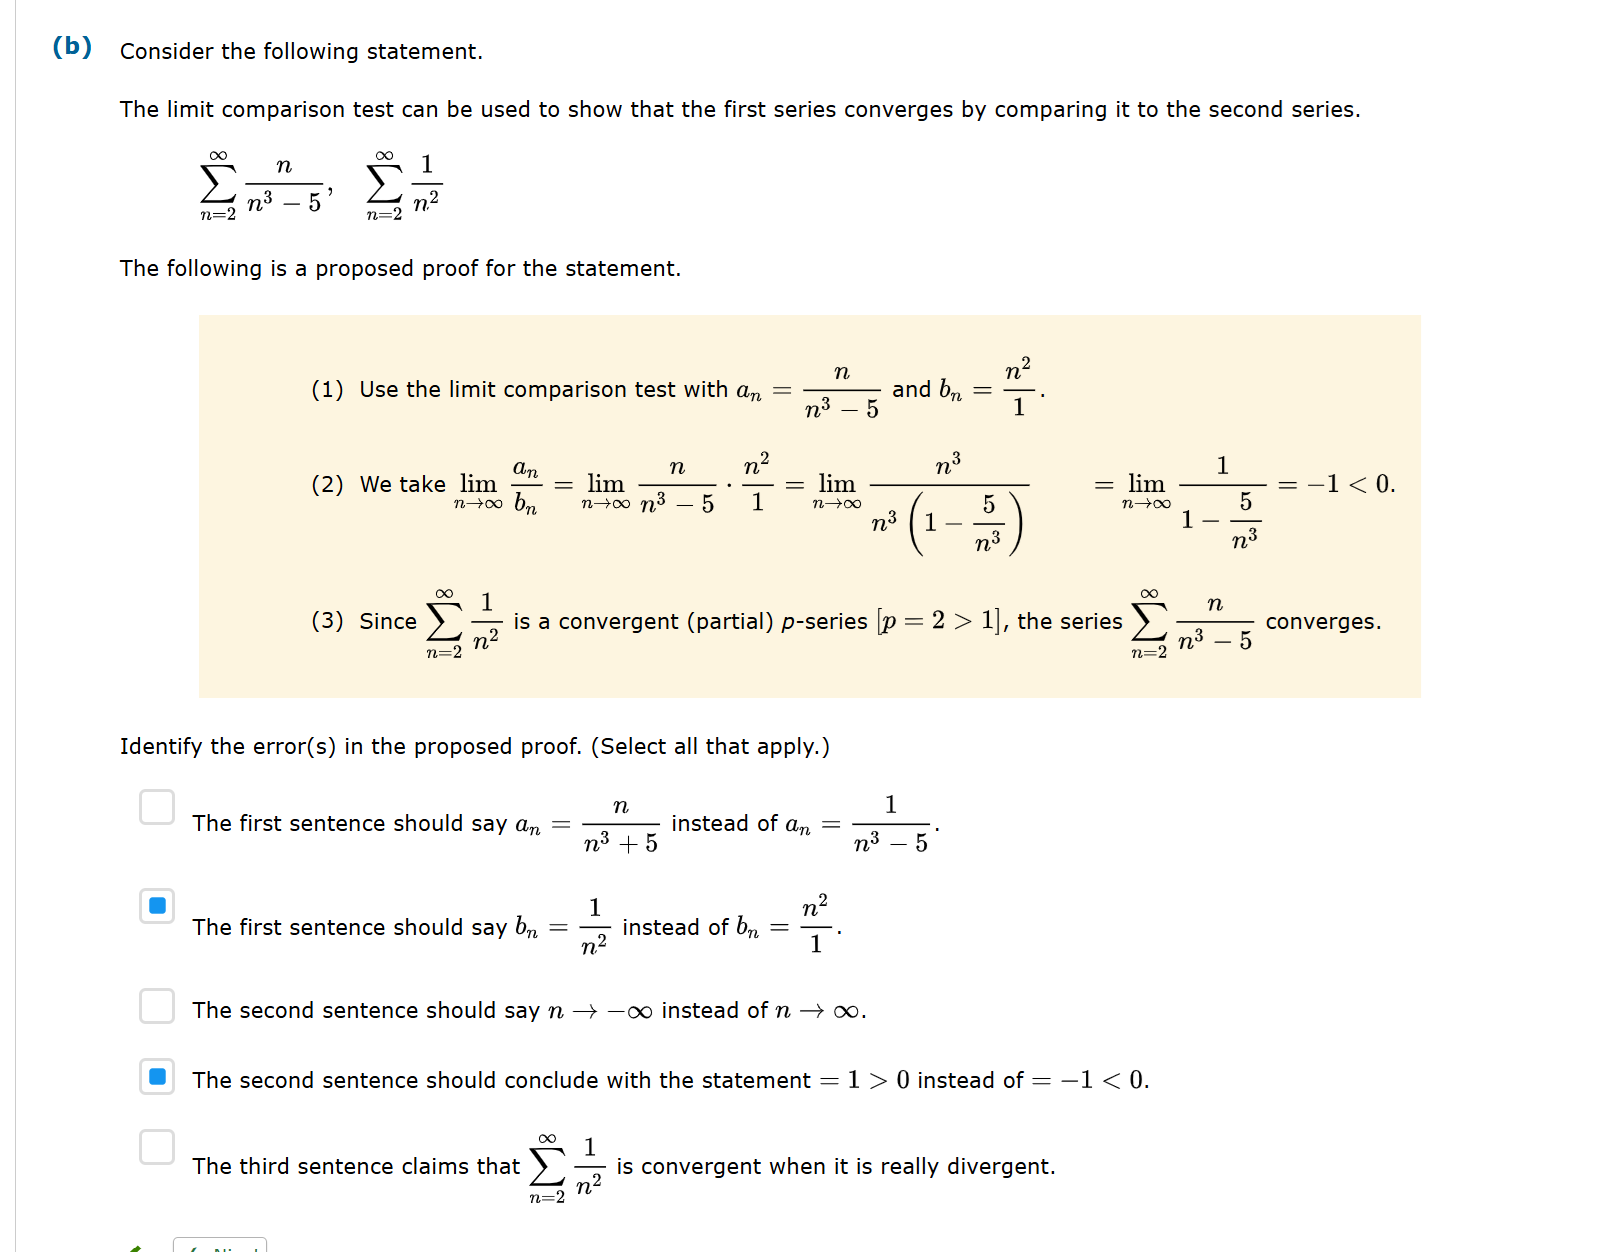 (b) Consider the following statement.
The limit comparison test can be used to show that the first series converges by comparing it to the second series.
∞ ∑ n=2 n / (n³ − 5), ∞ ∑ n=2 1 / n²
The following is a proposed proof for the statement.
(1) Use the limit comparison test with aₙ = n / (n³ − 5) and bₙ = n² / 1.
(2) We take lim n→∞ aₙ / bₙ = lim n→∞ n / (n³ − 5) · n² / 1 = lim n→∞ n³ / (n³ (1 − 5 / n³)) = lim n→∞ 1 / (1 − 5 / n³) = −1 < 0.
(3) Since ∞ ∑ n=2 1 / n² is a convergent (partial) p-series [p = 2 > 1], the series ∞ ∑ n=2 n / (n³ − 5) converges.
Identify the error(s) in the proposed proof. (Select all that apply.)
The first sentence should say aₙ = n / (n³ + 5) instead of aₙ = 1 / (n³ − 5).
The first sentence should say bₙ = 1 / n² instead of bₙ = n² / 1.
The second sentence should say n → −∞ instead of n → ∞.
The second sentence should conclude with the statement = 1 > 0 instead of = −1 < 0.
The third sentence claims that ∞ ∑ n=2 1 / n² is convergent when it is really divergent.